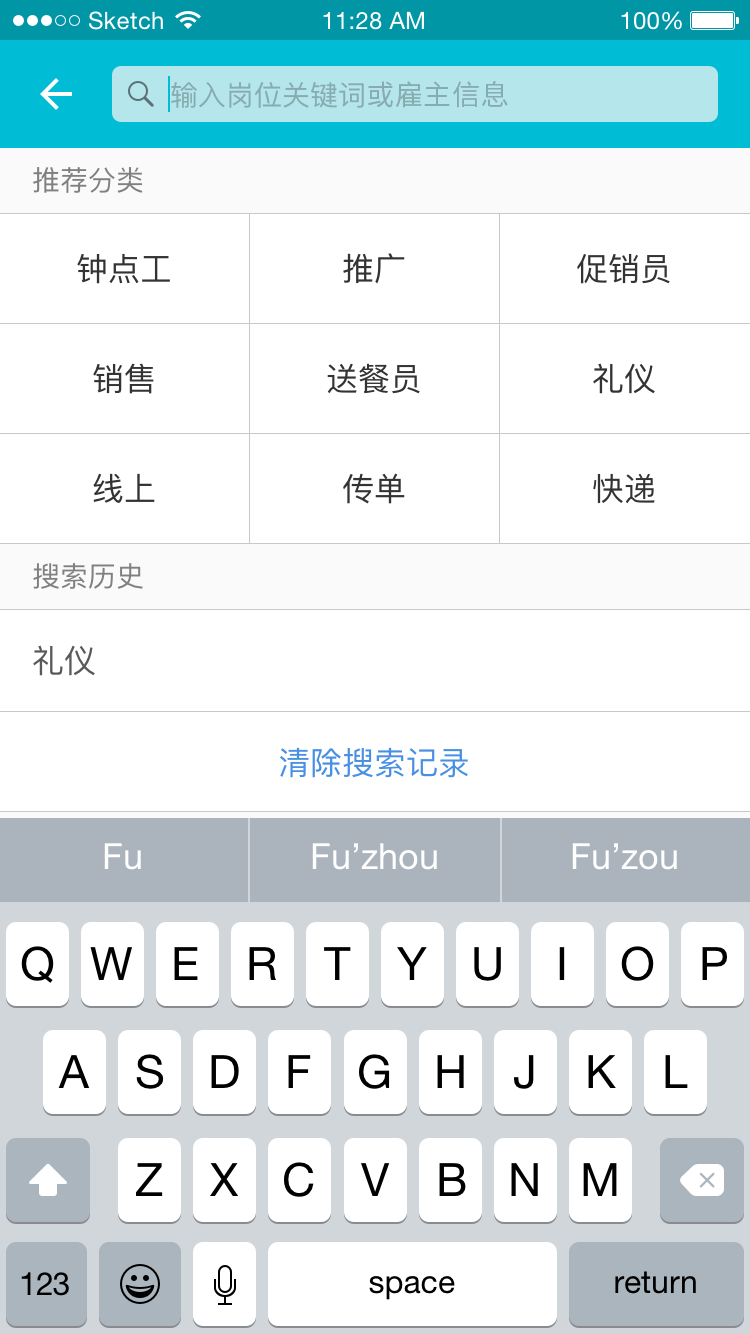 Sketch 11:28 AM 100%
输入岗位关键词或雇主信息
推荐分类
钟点工 推广 促销员
销售 送餐员 礼仪
线上 传单 快递
搜索历史
礼仪
清除搜索记录
Fu Fu’zhou Fu’zou
Q W E R T Y U I O P
A S D F G H J K L
Z X C V B N M
123 space return